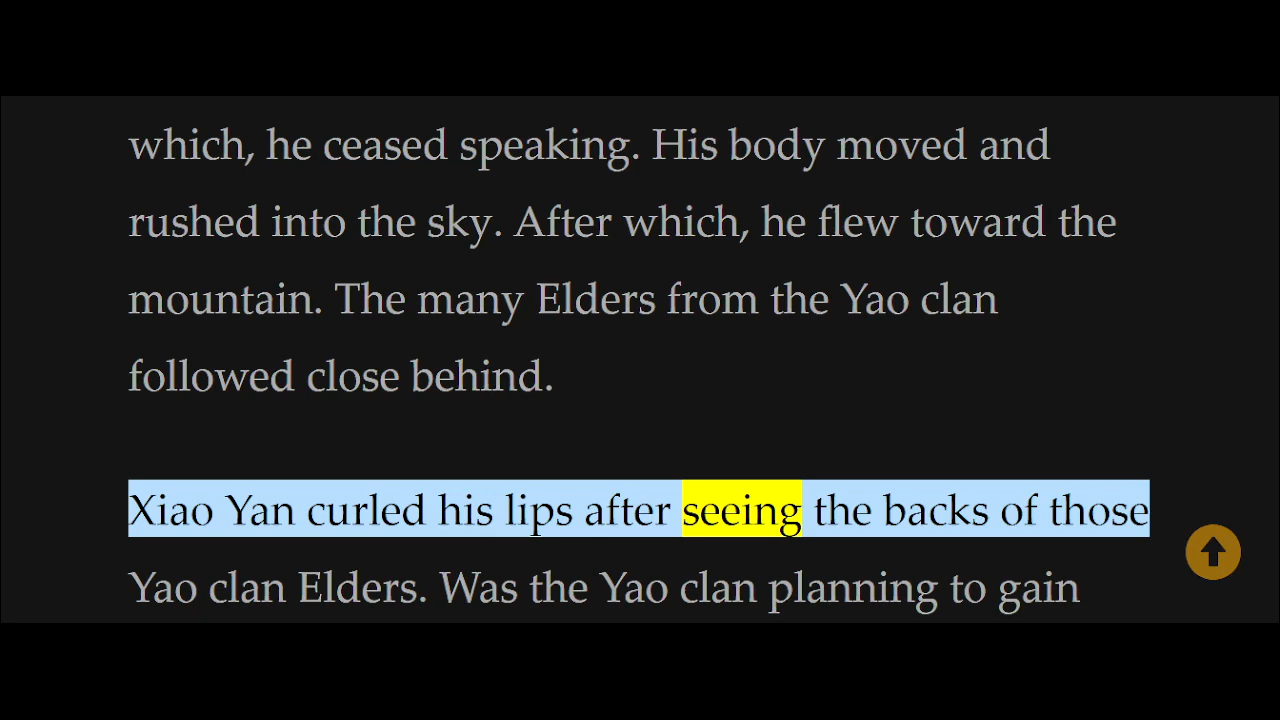 which, he ceased speaking. His body moved and
rushed into the sky. After which, he flew toward the
mountain. The many Elders from the Yao clan
followed close behind.
Xiao Yan curled his lips after seeing the backs of those
Yao clan Elders. Was the Yao clan planning to gain